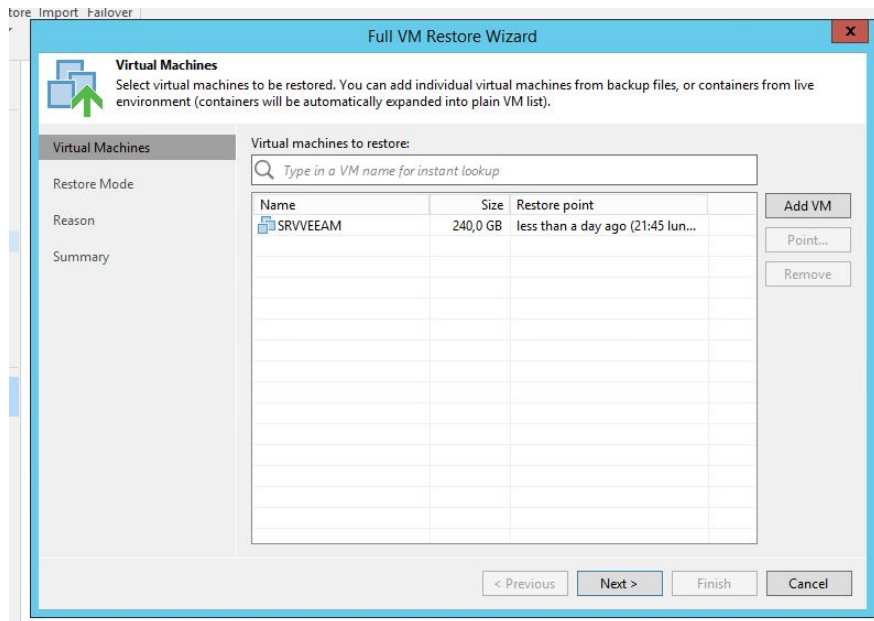 tore Import Failover
Full VM Restore Wizard
x
Virtual Machines
Select virtual machines to be restored. You can add individual virtual machines from backup files, or containers from live
environment (containers will be automatically expanded into plain VM list).
Virtual Machines
Restore Mode
Reason
Summary
Virtual machines to restore:
Type in a VM name for instant lookup
Name Size Restore point
SRVVEEAM 240,0 GB less than a day ago (21:45 lun...
Add VM
Point...
Remove
< Previous Next > Finish Cancel